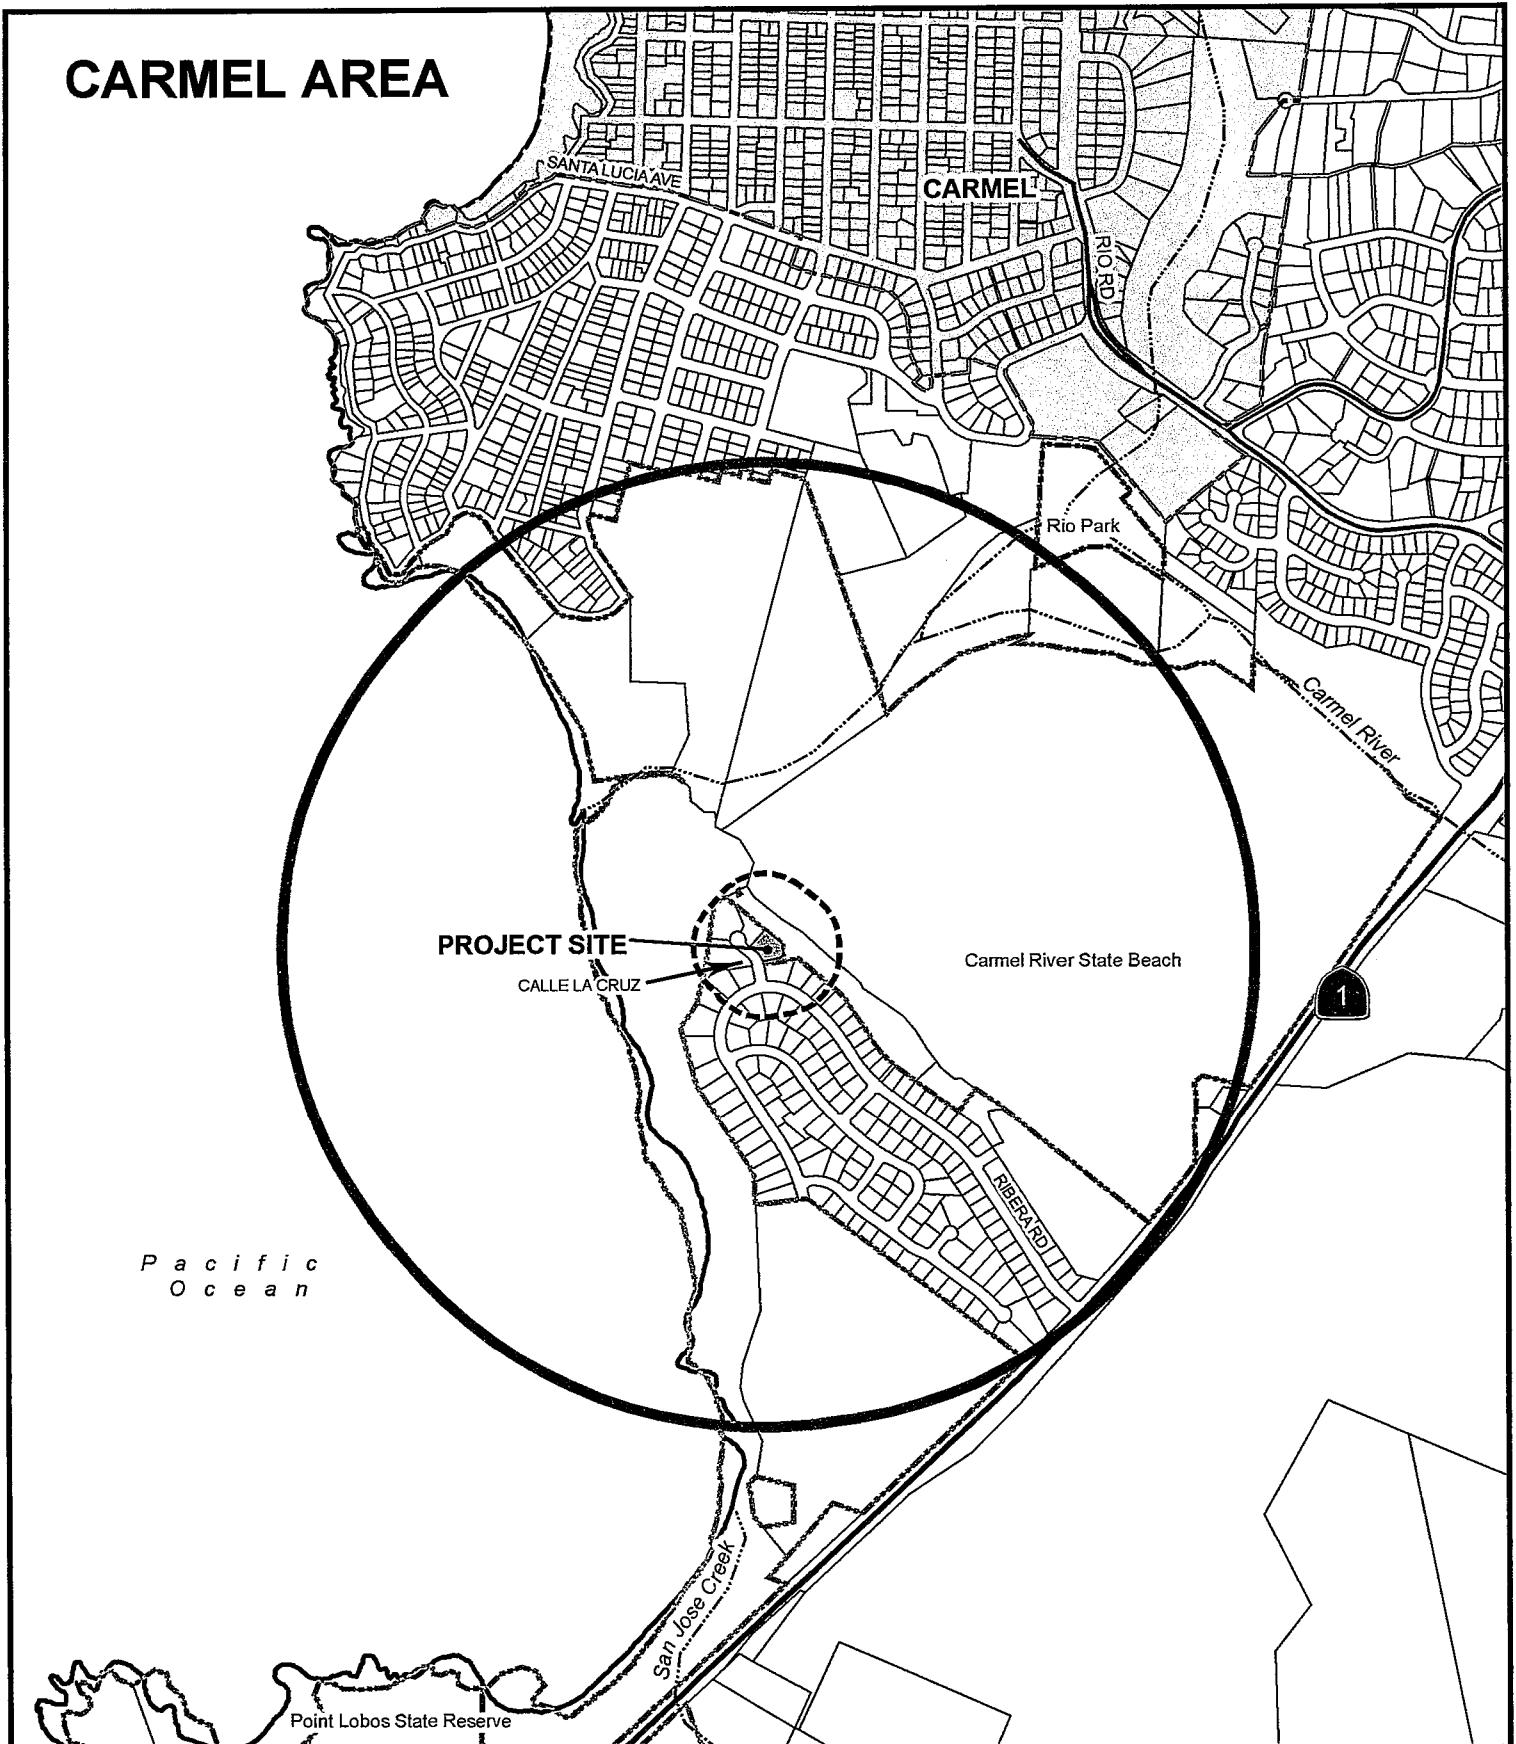 CARMEL AREA
SANTA LUCIA AVE
CARMEL
RIO RD
Rio Park
Carmel River
PROJECT SITE
CALLE LA CRUZ
Carmel River State Beach
1
RIBERA RD
Pacific
Ocean
San Jose Creek
Point Lobos State Reserve